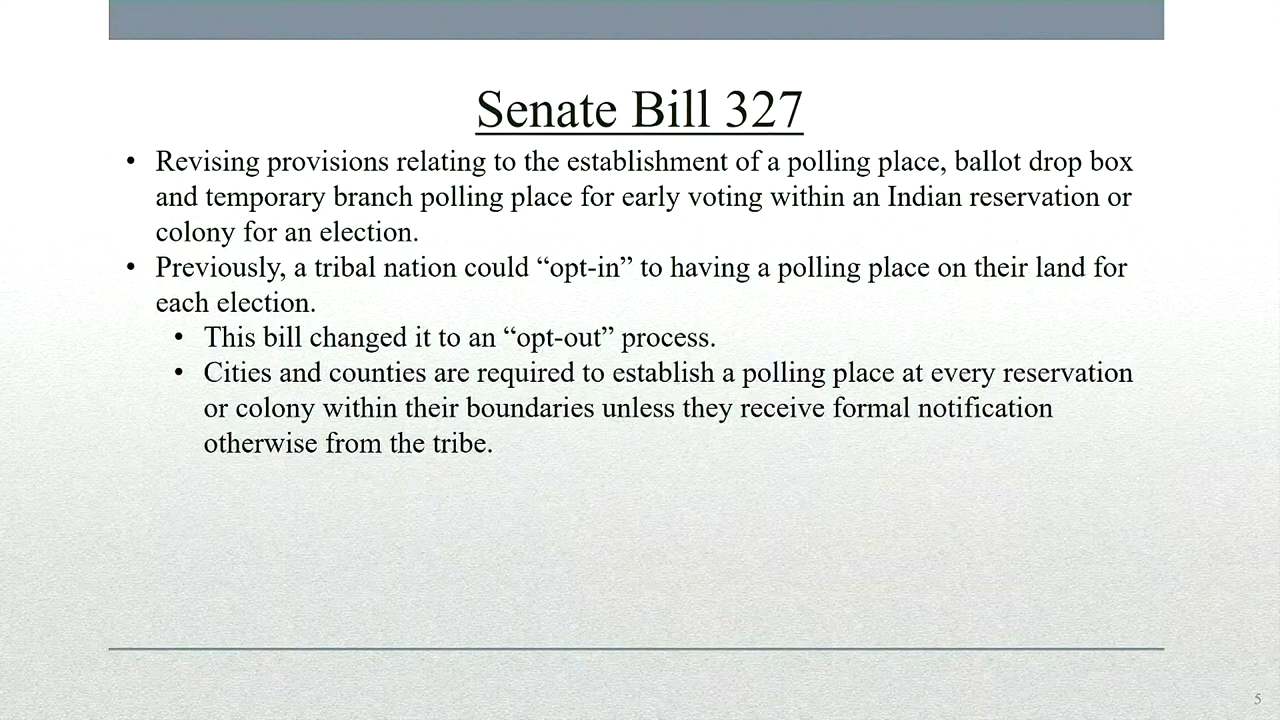 Senate Bill 327
• Revising provisions relating to the establishment of a polling place, ballot drop box
and temporary branch polling place for early voting within an Indian reservation or
colony for an election.
• Previously, a tribal nation could “opt-in” to having a polling place on their land for
each election.
• This bill changed it to an “opt-out” process.
• Cities and counties are required to establish a polling place at every reservation
or colony within their boundaries unless they receive formal notification
otherwise from the tribe.
5